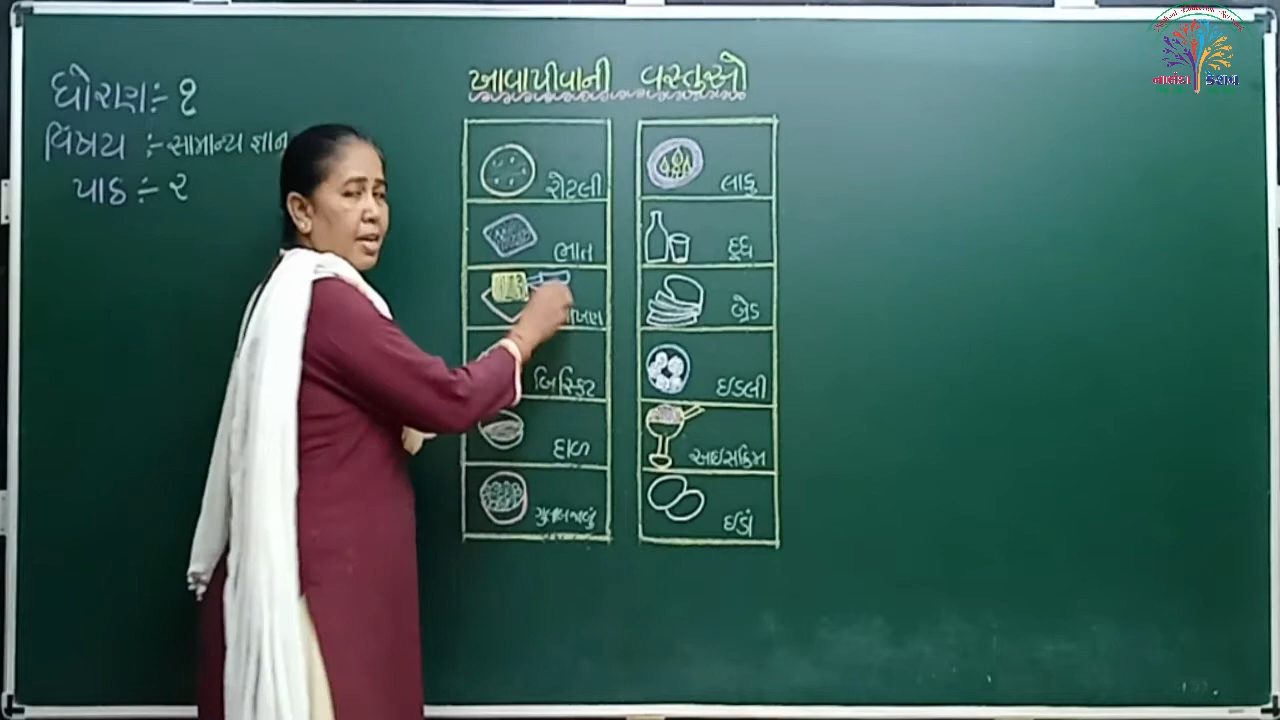 ધોરણ :- ૧
વિષય :- સામાન્ય જ્ઞાન
પાઠ :- ૨
ખાવાપીવાની વસ્તુઓ
રોટલી
ભાત
બિસ્કિટ
દાળ
ગુલાબજાંબુ
લાડુ
દૂધ
બ્રેડ
ઇડલી
આઇસક્રિમ
ઇંડાં